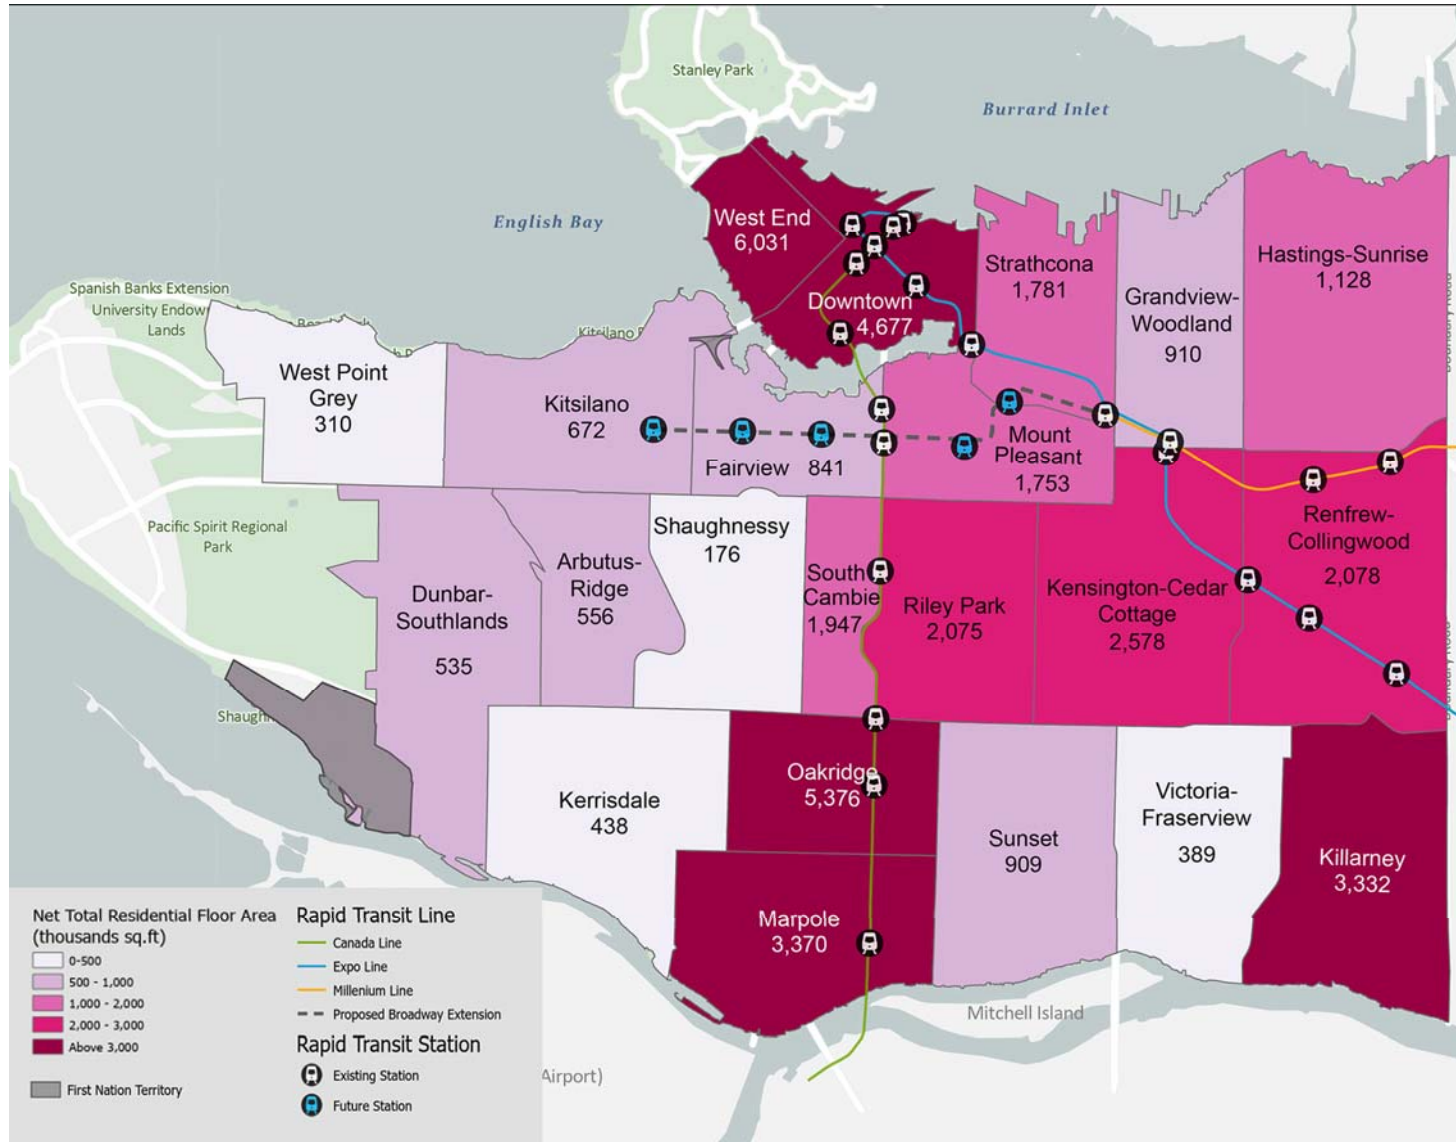 Stanley Park
Burrard Inlet
English Bay
West End
6,031
Strathcona
1,781
Hastings-Sunrise
1,128
Spanish Banks Extension
University Endow
Lands
Grandview-
Woodland
910
Downtown
4,677
Kitsilano
West Point
Grey
310
Kitsilano
672
Fairview 841
Mount
Pleasant
1,753
Pacific Spirit Regional
Park
Shaughnessy
176
Renfrew-
Collingwood
2,078
Arbutus-
Ridge
556
South
Cambie
1,947
Riley Park
2,075
Kensington-Cedar
Cottage
2,578
Dunbar-
Southlands
535
Shaughn
Oakridge
5,376
Kerrisdale
438
Victoria-
Fraserview
389
Sunset
909
Killarney
3,332
Marpole
3,370
Mitchell Island
Airport)
Net Total Residential Floor Area
(thousands sq.ft)
0-500
500 - 1,000
1,000 - 2,000
2,000 - 3,000
Above 3,000
First Nation Territory
Rapid Transit Line
Canada Line
Expo Line
Millenium Line
Proposed Broadway Extension
Rapid Transit Station
Existing Station
Future Station